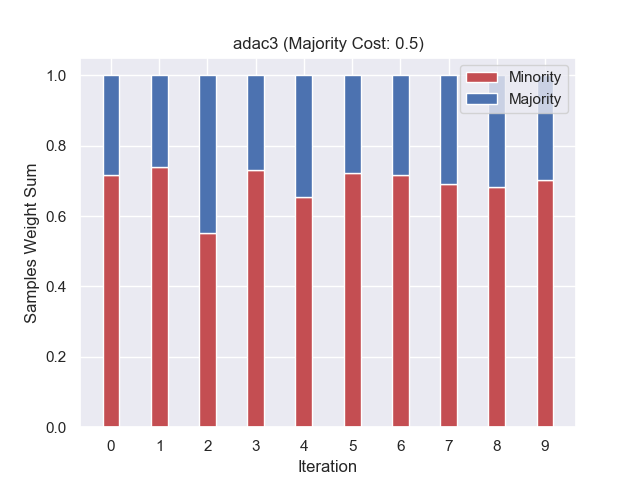 adac3 (Majority Cost: 0.5)
Minority
Majority
Samples Weight Sum
1.0
0.8
0.6
0.4
0.2
0.0
0 1 2 3 4 5 6 7 8 9
Iteration